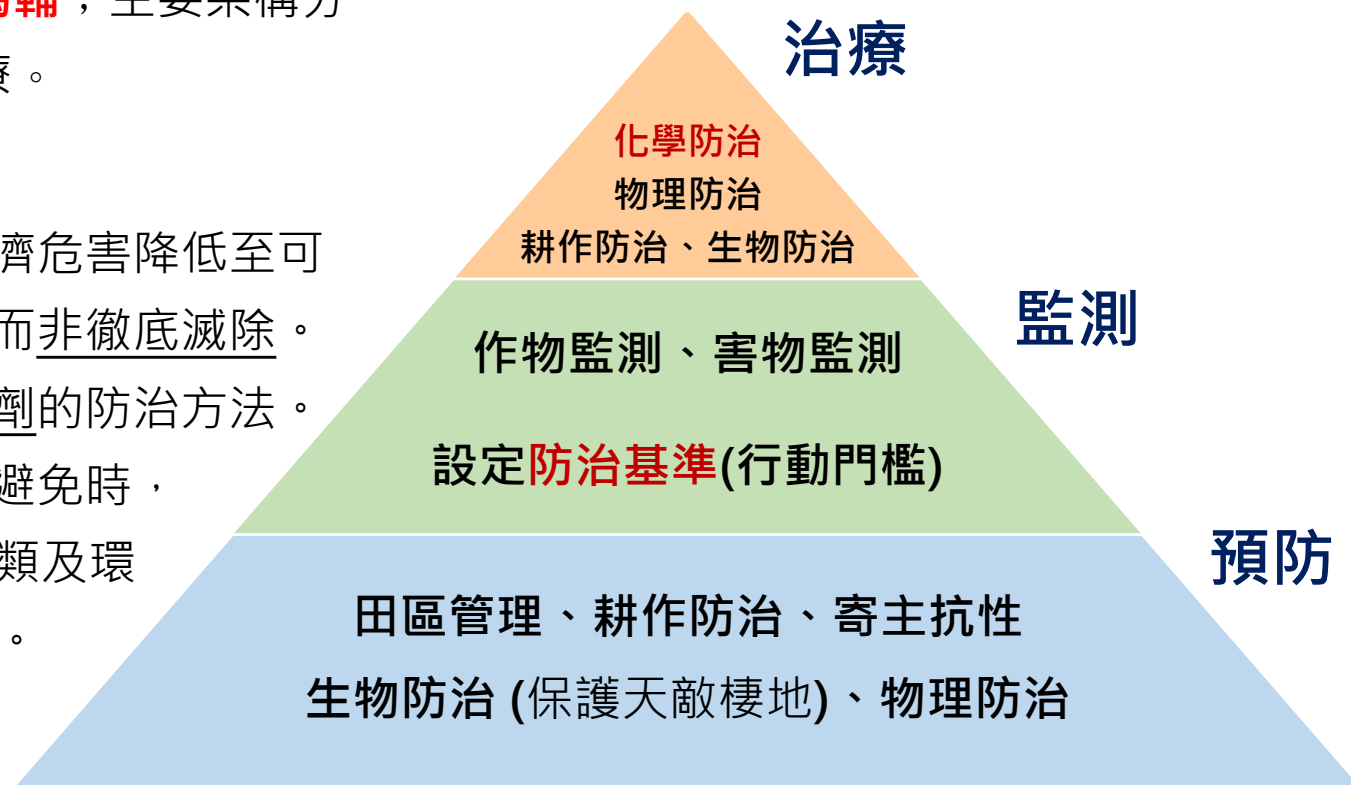 為輔，主要架構分
療。
濟危害降低至可
而非徹底滅除。
劑的防治方法。
避免時，
類及環
。
治療
化學防治
物理防治
耕作防治、生物防治
監測
作物監測、害物監測
設定防治基準(行動門檻)
預防
田區管理、耕作防治、寄主抗性
生物防治 (保護天敵棲地)、物理防治